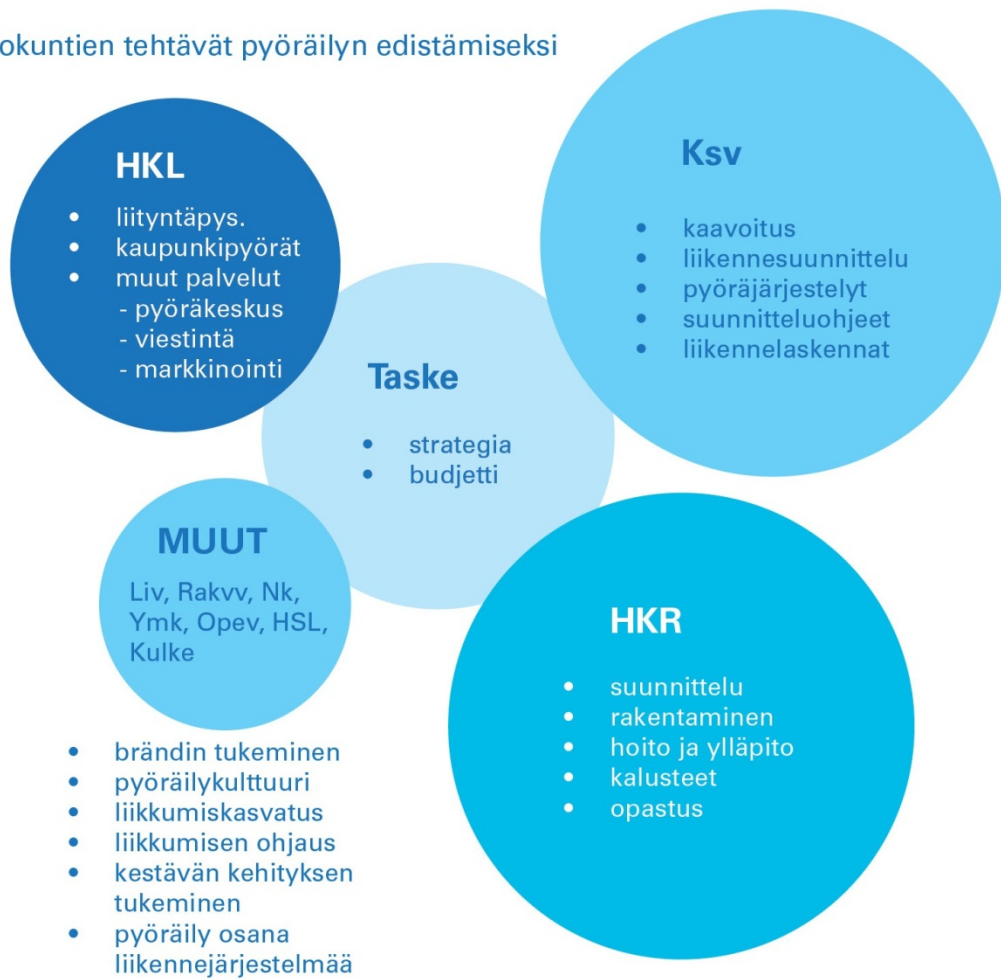 okuntien tehtävät pyöräilyn edistämiseksi
HKL
• liityntäpys.
• kaupunkipyörät
• muut palvelut
- pyöräkeskus
- viestintä
- markkinointi
Ksv
• kaavoitus
• liikennesuunnittelu
• pyöräjärjestelyt
• suunnitteluohjeet
• liikennelaskennat
Taske
• strategia
• budjetti
MUUT
Liv, Rakvv, Nk,
Ymk, Opev, HSL,
Kulke
• brändin tukeminen
• pyöräilykulttuuri
• liikkumiskasvatus
• liikkumisen ohjaus
• kestävän kehityksen
tukeminen
• pyöräily osana
liikennejärjestelmää
HKR
• suunnittelu
• rakentaminen
• hoito ja ylläpito
• kalusteet
• opastus